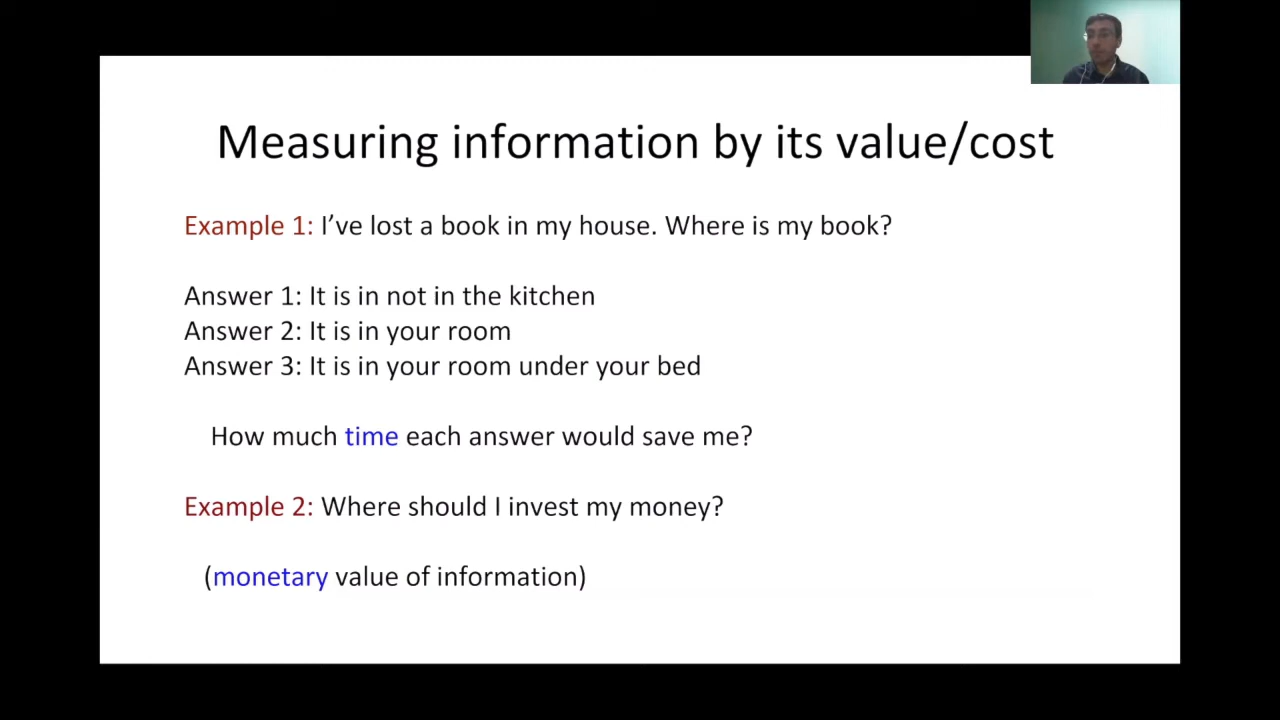 Measuring information by its value/cost
Example 1: I’ve lost a book in my house. Where is my book?
Answer 1: It is in not in the kitchen
Answer 2: It is in your room
Answer 3: It is in your room under your bed
How much time each answer would save me?
Example 2: Where should I invest my money?
(monetary value of information)